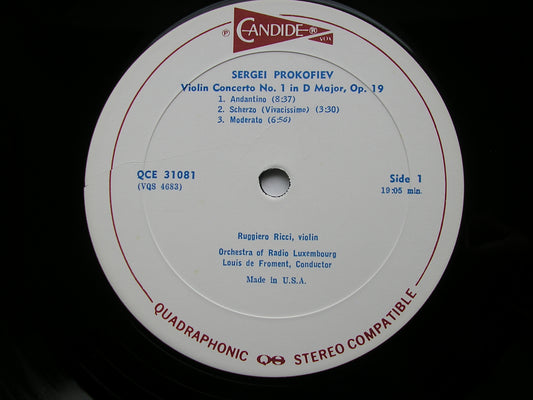 ℗ CANDIDE ® VOX
SERGEI PROKOFIEV
Violin Concerto No. 1 in D Major, Op. 19
1. Andantino (8:37)
2. Scherzo (Vivacissimo) (3:30)
3. Moderato (6:56)
QCE 31081 Side 1
(VQS 4683) 19:05 min.
Ruggiero Ricci, violin
Orchestra of Radio Luxembourg
Louis de Froment, Conductor
Made in U.S.A.
QUADRAPHONIC QS STEREO COMPATIBLE